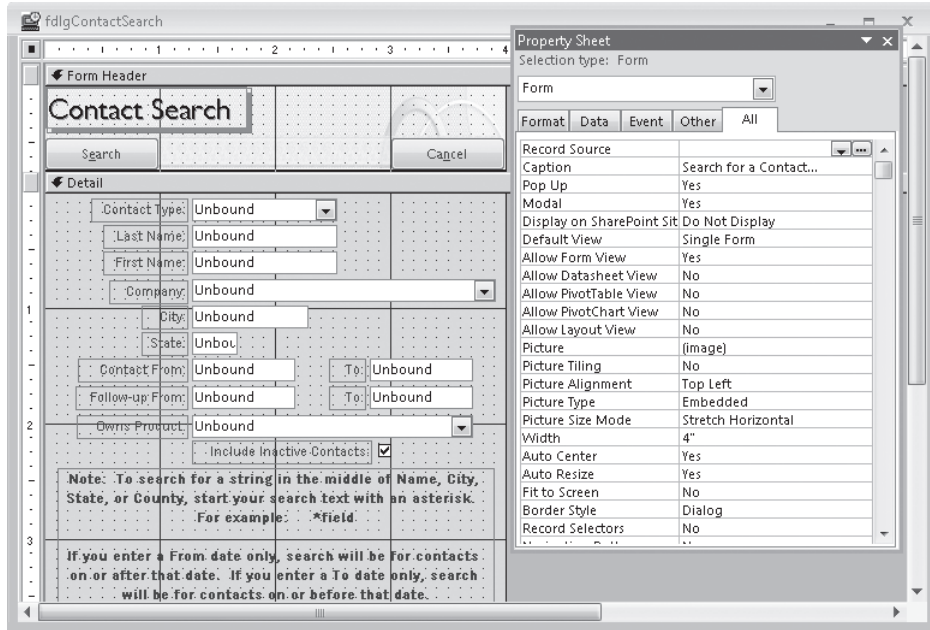 fdlgContactSearch
1 2 3 4
Form Header
Contact Search
Search Cancel
Detail
Contact Type: Unbound
Last Name: Unbound
First Name: Unbound
Company: Unbound
1
City: Unbound
State: Unbou
Contact From: Unbound To: Unbound
Follow-up From: Unbound To: Unbound
2
Owns Product: Unbound
Include Inactive Contacts:
Note: To search for a string in the middle of Name, City,
State, or County, start your search text with an asterisk.
For example: *field
3
If you enter a From date only, search will be for contacts
on or after that date. If you enter a To date only, search
will be for contacts on or before that date.
Property Sheet
Selection type: Form
Form
Format Data Event Other All
Record Source
Caption Search for a Contact...
Pop Up Yes
Modal Yes
Display on SharePoint Sit Do Not Display
Default View Single Form
Allow Form View Yes
Allow Datasheet View No
Allow PivotTable View No
Allow PivotChart View No
Allow Layout View No
Picture (image)
Picture Tiling No
Picture Alignment Top Left
Picture Type Embedded
Picture Size Mode Stretch Horizontal
Width 4"
Auto Center Yes
Auto Resize Yes
Fit to Screen No
Border Style Dialog
Record Selectors No